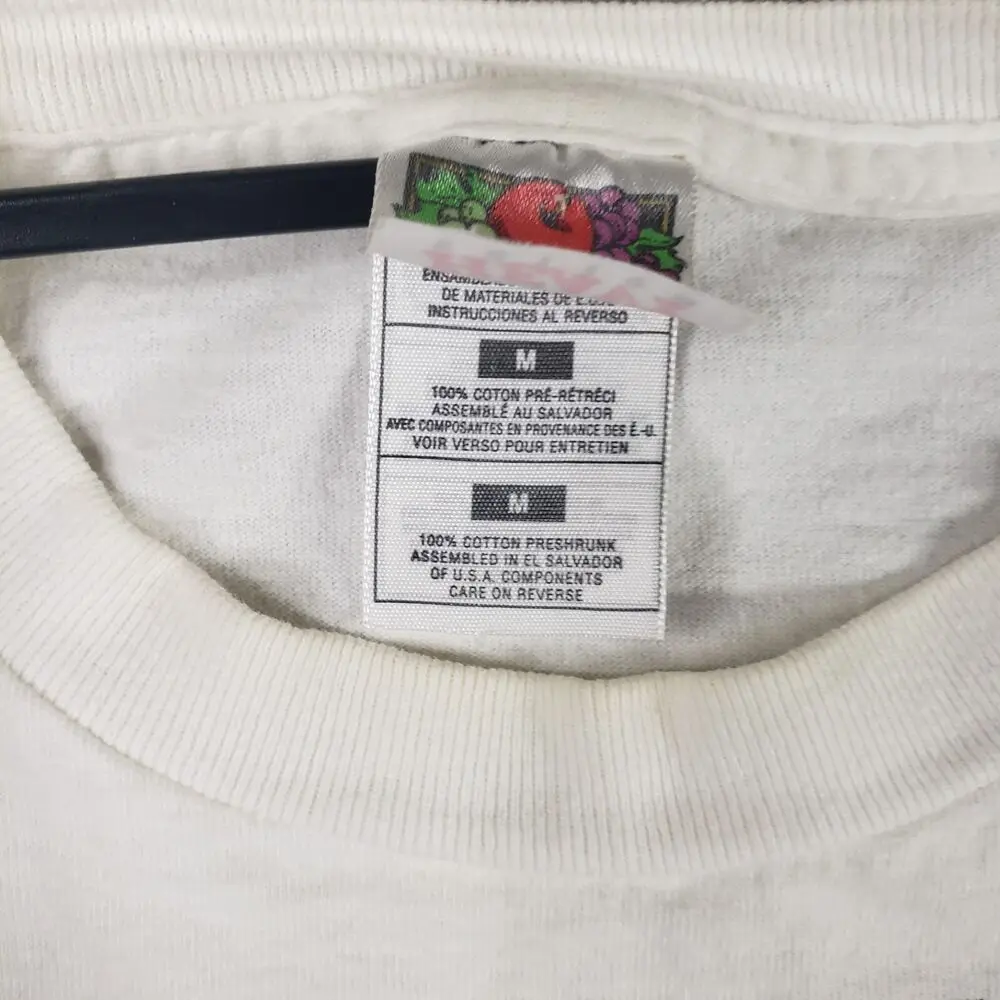 DE MATERIALES DE
INSTRUCCIONES AL REVERSO
M
100% COTON PRÉ-RÉTRÉCI
ASSEMBLÉ AU SALVADOR
AVEC COMPOSANTES EN PROVENANCE DES É.-U.
VOIR VERSO POUR ENTRETIEN
M
100% COTTON PRESHRUNK
ASSEMBLED IN EL SALVADOR
OF U.S.A. COMPONENTS
CARE ON REVERSE